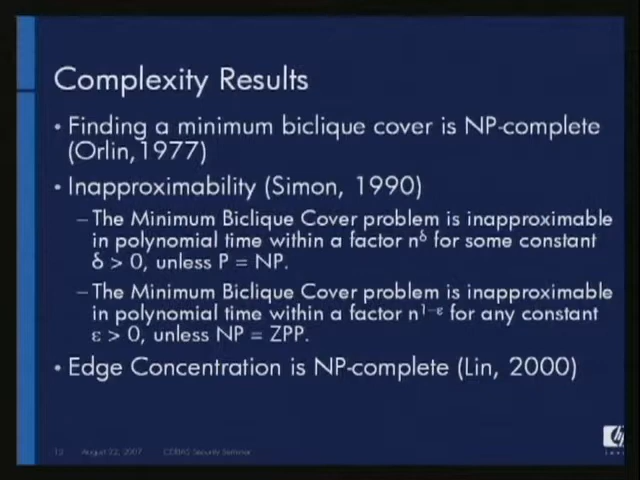 Complexity Results
• Finding a minimum biclique cover is NP-complete
(Orlin,1977)
• Inapproximability (Simon, 1990)
– The Minimum Biclique Cover problem is inapproximable
in polynomial time within a factor n^δ for some constant
δ > 0, unless P = NP.
– The Minimum Biclique Cover problem is inapproximable
in polynomial time within a factor n^1−ε for any constant
ε > 0, unless NP = ZPP.
• Edge Concentration is NP-complete (Lin, 2000)
hp
August 22, 2007 Security Seminar